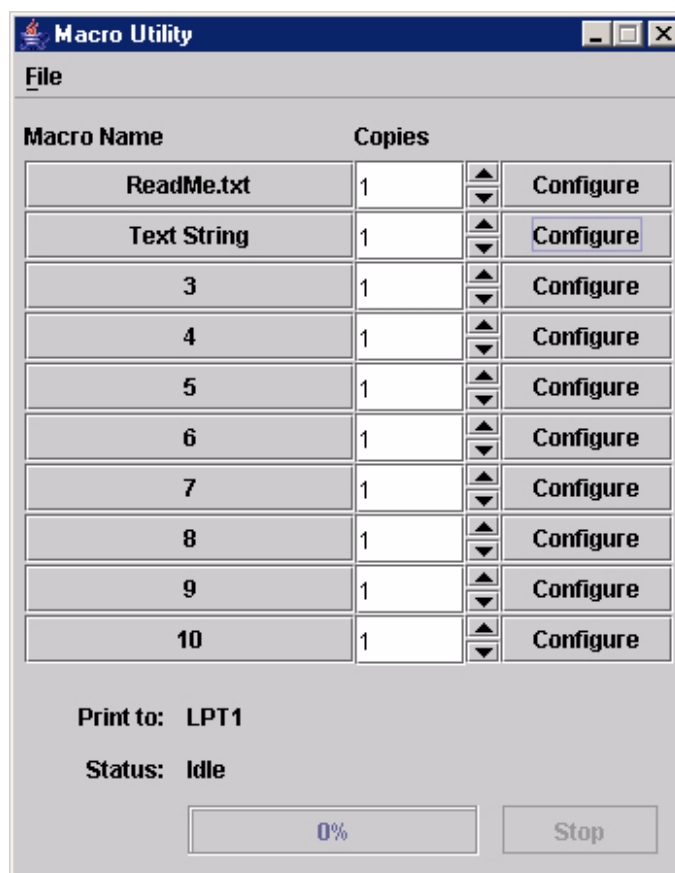 Macro Utility
File
Macro Name Copies
ReadMe.txt 1 Configure
Text String 1 Configure
3 1 Configure
4 1 Configure
5 1 Configure
6 1 Configure
7 1 Configure
8 1 Configure
9 1 Configure
10 1 Configure
Print to: LPT1
Status: Idle
0% Stop